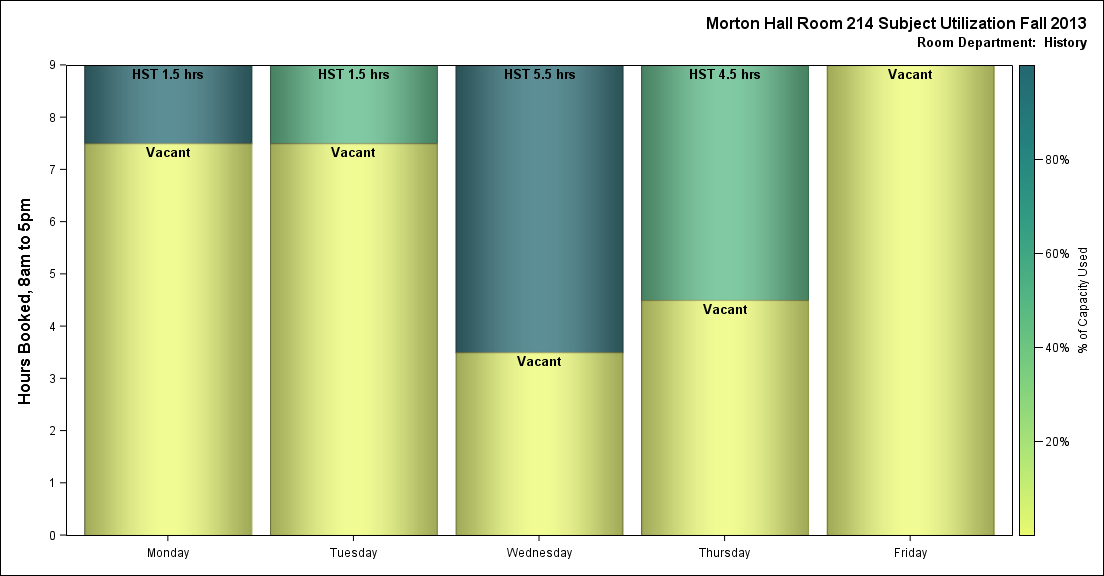 Morton Hall Room 214 Subject Utilization Fall 2013
Room Department:  History
Hours Booked, 8am to 5pm
9
8
7
6
5
4
3
2
1
0
HST 1.5 hrs
Vacant
HST 1.5 hrs
Vacant
HST 5.5 hrs
Vacant
HST 4.5 hrs
Vacant
Vacant
Monday
Tuesday
Wednesday
Thursday
Friday
80%
60%
40%
20%
% of Capacity Used